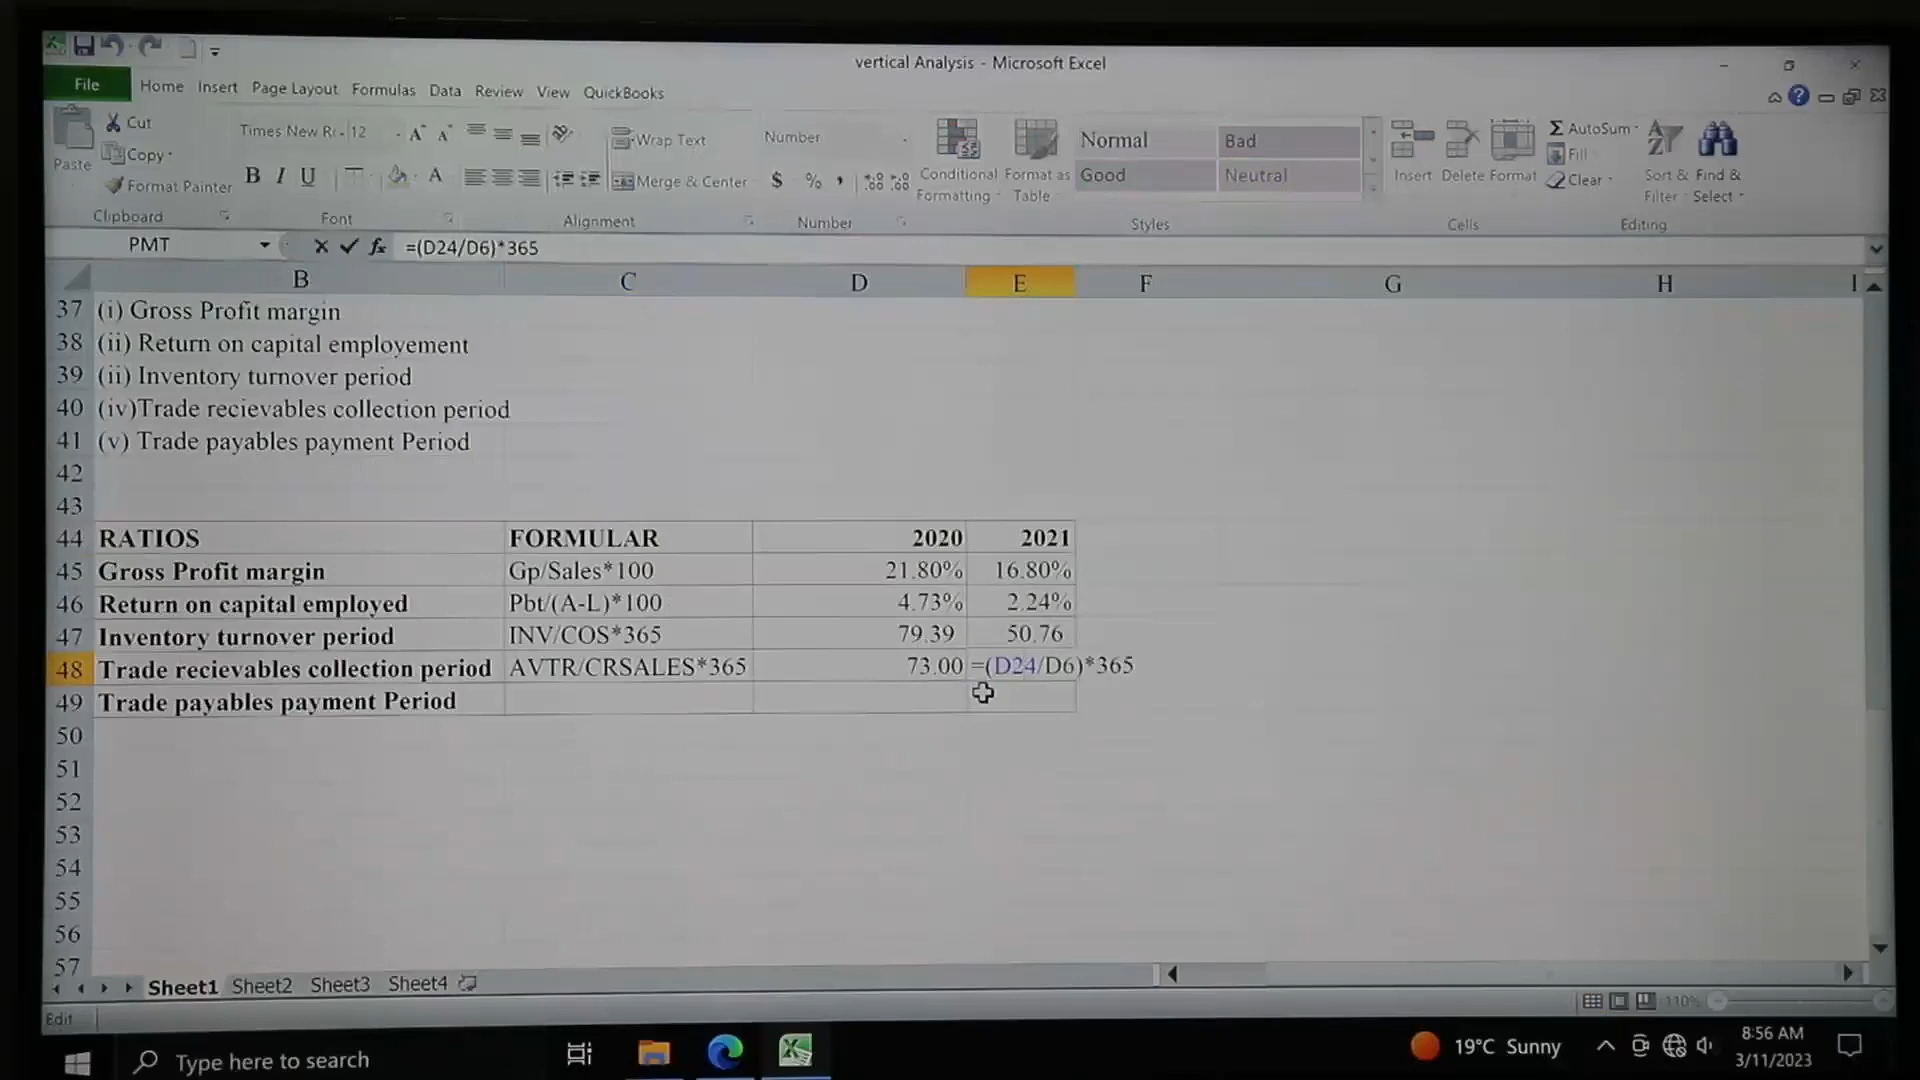 vertical Analysis - Microsoft Excel
File Home Insert Page Layout Formulas Data Review View QuickBooks
Cut
Copy
Format Painter
Paste
Clipboard
Times New R 12
B I U A
Font
Wrap Text
Merge & Center
Alignment
Number
$ % ,
Number
Conditional Formatting
Format as Table
Normal Bad
Good Neutral
Styles
Insert Delete Format
Cells
Σ AutoSum
Fill
Clear
Sort & Filter
Find & Select
Editing
PMT fx =(D24/D6)*365
B C D E F G H I
37 (i) Gross Profit margin
38 (ii) Return on capital employement
39 (ii) Inventory turnover period
40 (iv)Trade recievables collection period
41 (v) Trade payables payment Period
42
43
44 RATIOS FORMULAR 2020 2021
45 Gross Profit margin Gp/Sales*100 21.80% 16.80%
46 Return on capital employed Pbt/(A-L)*100 4.73% 2.24%
47 Inventory turnover period INV/COS*365 79.39 50.76
48 Trade recievables collection period AVTR/CRSALES*365 73.00 =(D24/D6)*365
49 Trade payables payment Period
50
51
52
53
54
55
56
57
Sheet1 Sheet2 Sheet3 Sheet4
Edit 110%
Type here to search
19°C Sunny
8:56 AM
3/11/2023